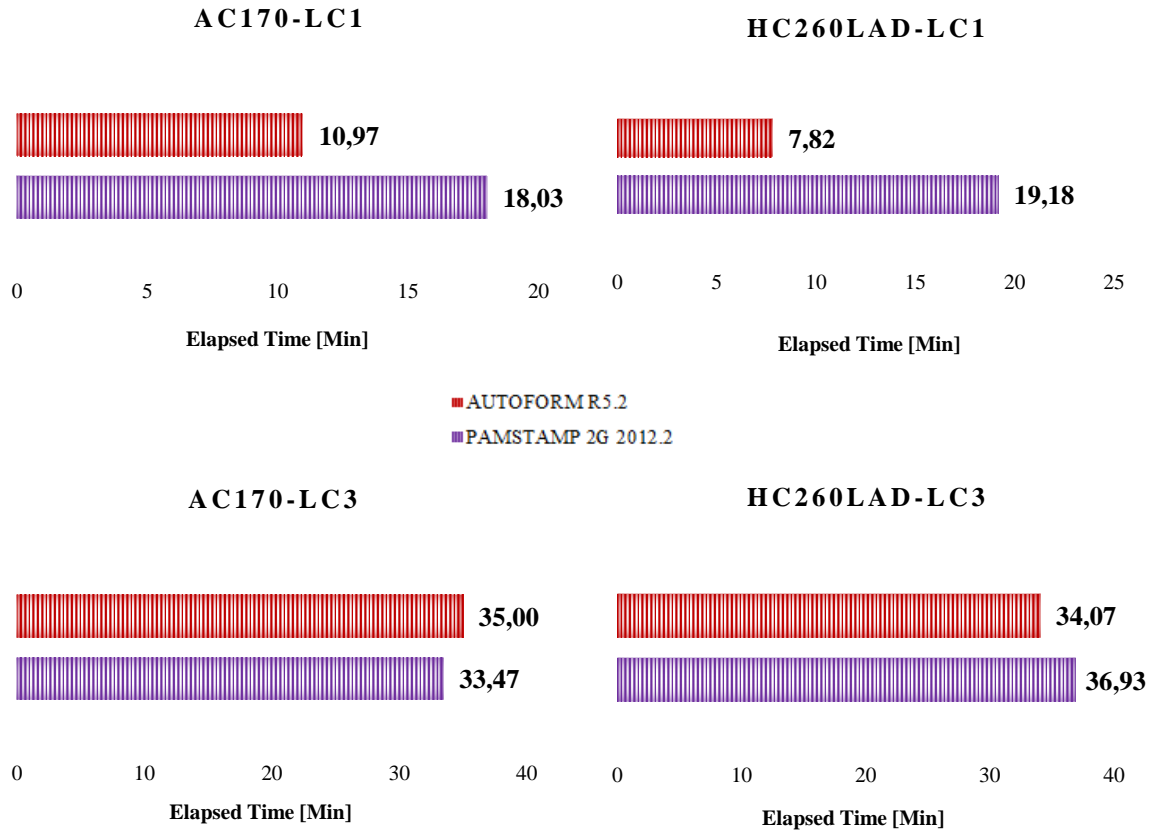 AC170-LC1
10,97
18,03
0 5 10 15 20
Elapsed Time [Min]
HC260LAD-LC1
7,82
19,18
0 5 10 15 20 25
Elapsed Time [Min]
AUTOFORM R5.2
PAMSTAMP 2G 2012.2
AC170-LC3
35,00
33,47
0 10 20 30 40
Elapsed Time [Min]
HC260LAD-LC3
34,07
36,93
0 10 20 30 40
Elapsed Time [Min]